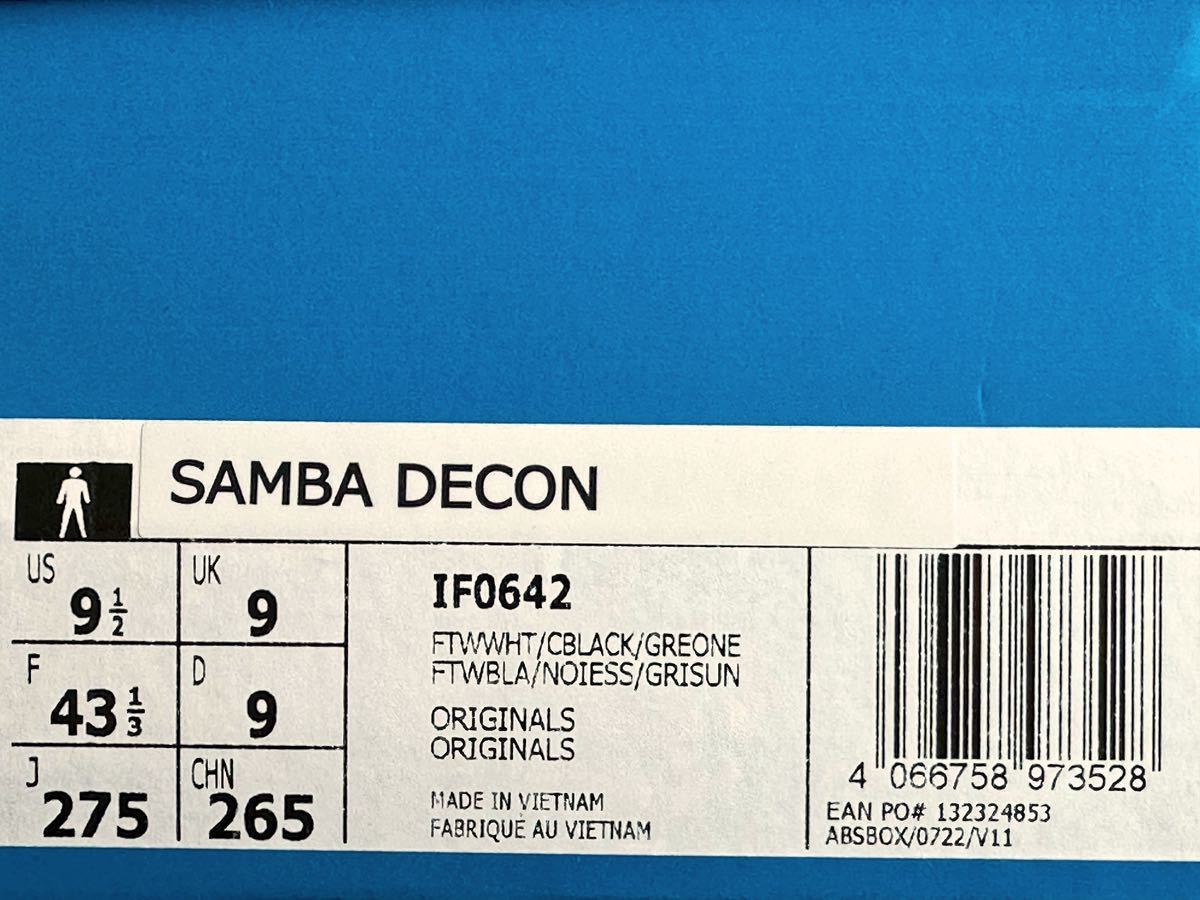 SAMBA DECON
US
9 1/2
UK
9
F
43 1/3
D
9
J
275
CHN
265
IF0642
FTWWHT/CBLACK/GREONE
FTWBLA/NOIESS/GRISUN
ORIGINALS
ORIGINALS
MADE IN VIETNAM
FABRIQUÉ AU VIETNAM
4 066758 973528
EAN PO# 132324853
ABSBOX/0722/V11